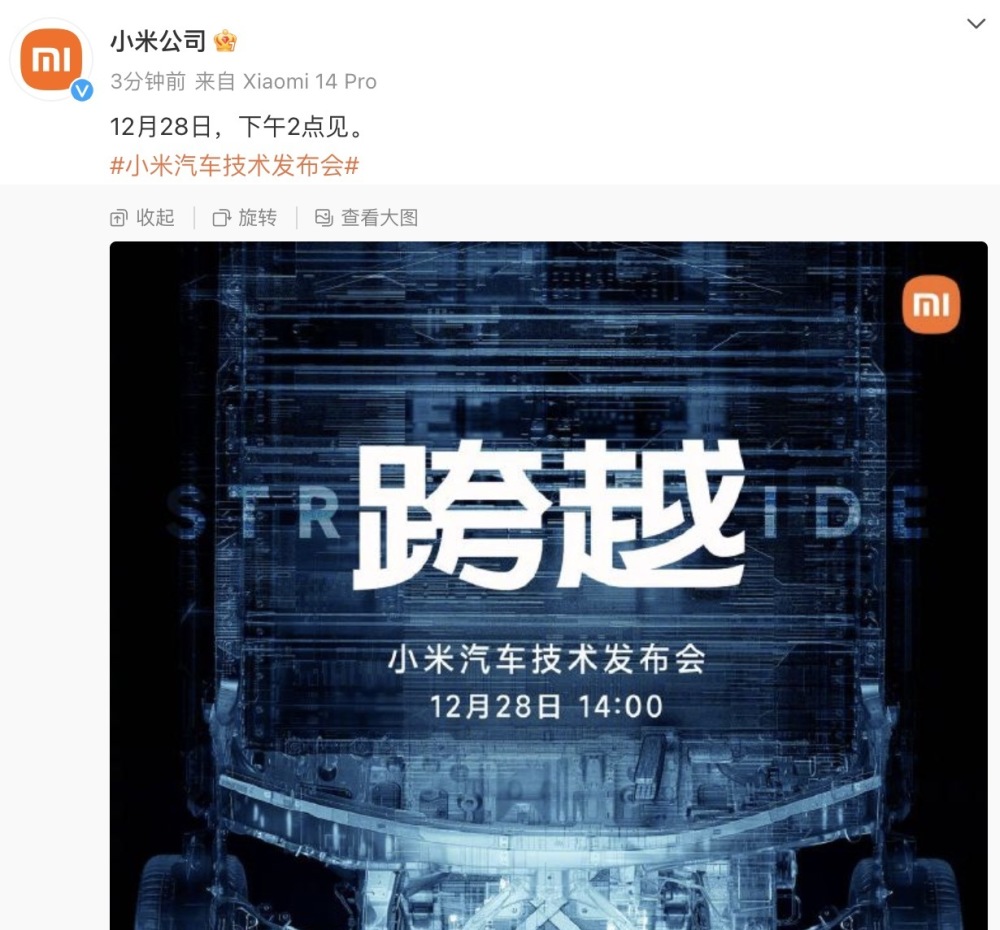 小米公司
3分钟前 来自 Xiaomi 14 Pro
12月28日，下午2点见。
#小米汽车技术发布会#
收起 旋转 查看大图
STRIDE
跨越
小米汽车技术发布会
12月28日 14:00